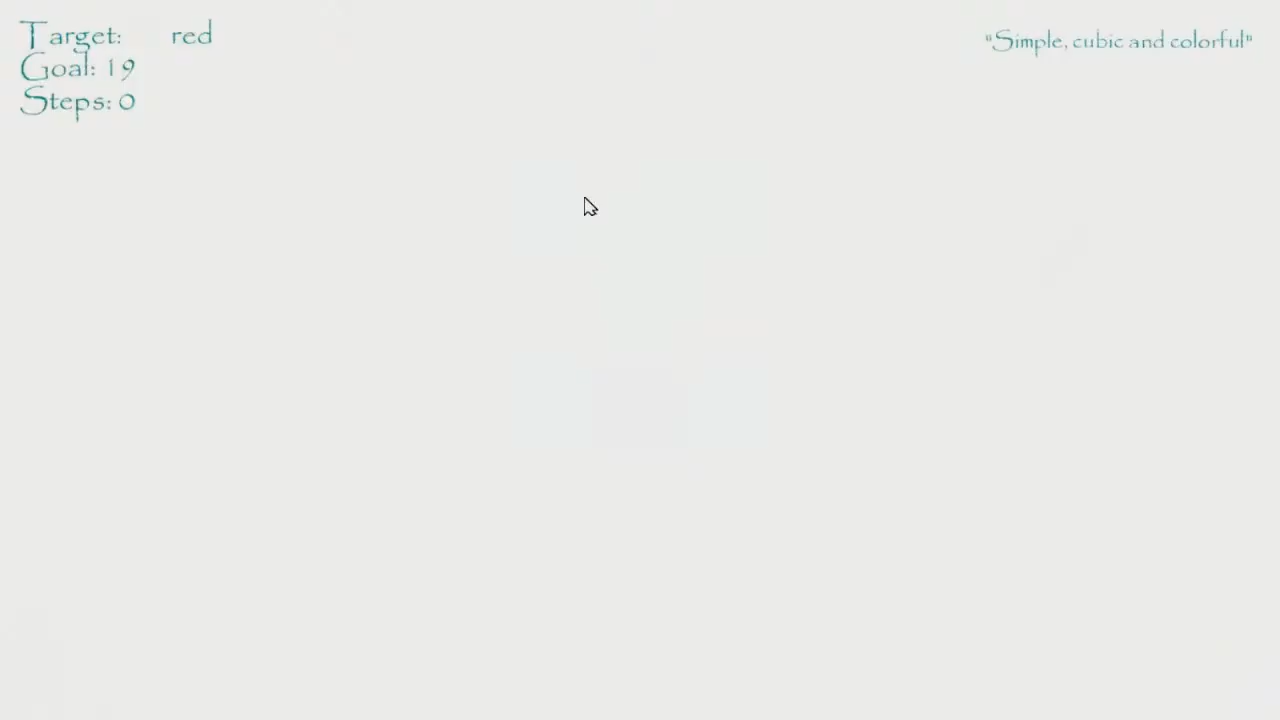 Target: red
Goal: 19
Steps: 0
"Simple, cubic and colorful"